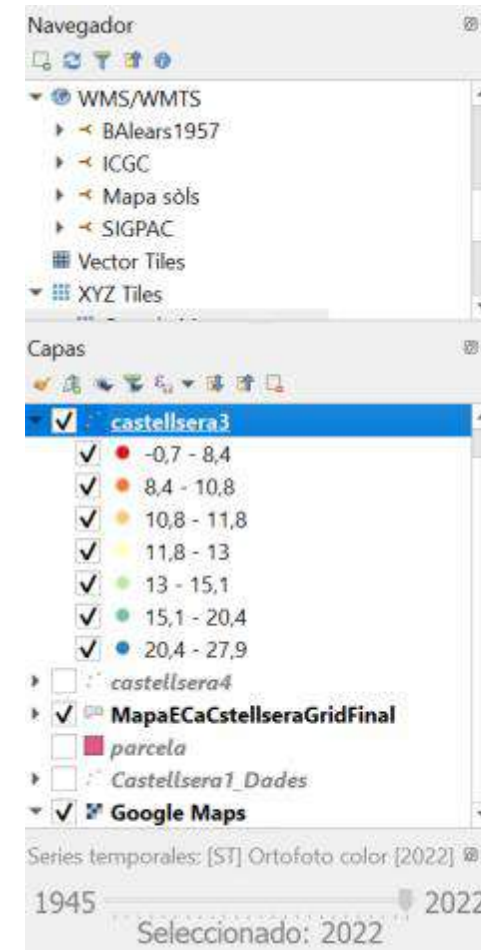 Navegador
WMS/WMTS
BAlears1957
ICGC
Mapa sòls
SIGPAC
Vector Tiles
XYZ Tiles
Capas
castellsera3
-0,7 - 8,4
8,4 - 10,8
10,8 - 11,8
11,8 - 13
13 - 15,1
15,1 - 20,4
20,4 - 27,9
castellsera4
MapaECaCstellseraGridFinal
parcela
Castellsera1_Dades
Google Maps
Series temporales: [ST] Ortofoto color [2022]
1945 2022
Seleccionado: 2022